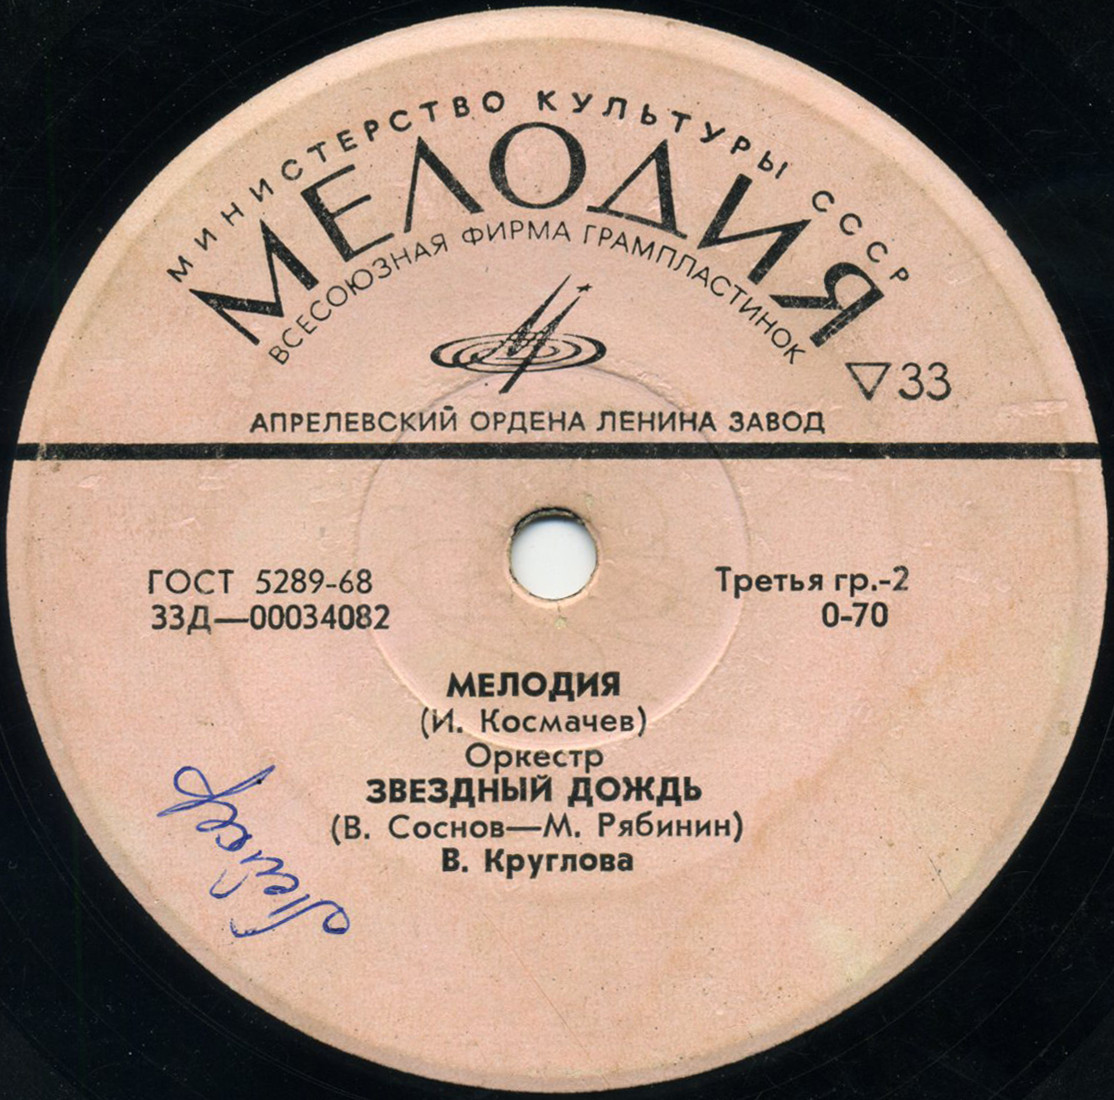 МИНИСТЕРСТВО КУЛЬТУРЫ СССР
МЕЛОДИЯ
ВСЕСОЮЗНАЯ ФИРМА ГРАМПЛАСТИНОК
▽33
АПРЕЛЕВСКИЙ ОРДЕНА ЛЕНИНА ЗАВОД
ГОСТ 5289-68
33Д—00034082
Третья гр.-2
0-70
МЕЛОДИЯ
(И. Космачев)
Оркестр
ЗВЕЗДНЫЙ ДОЖДЬ
(В. Соснов—М. Рябинин)
В. Круглова